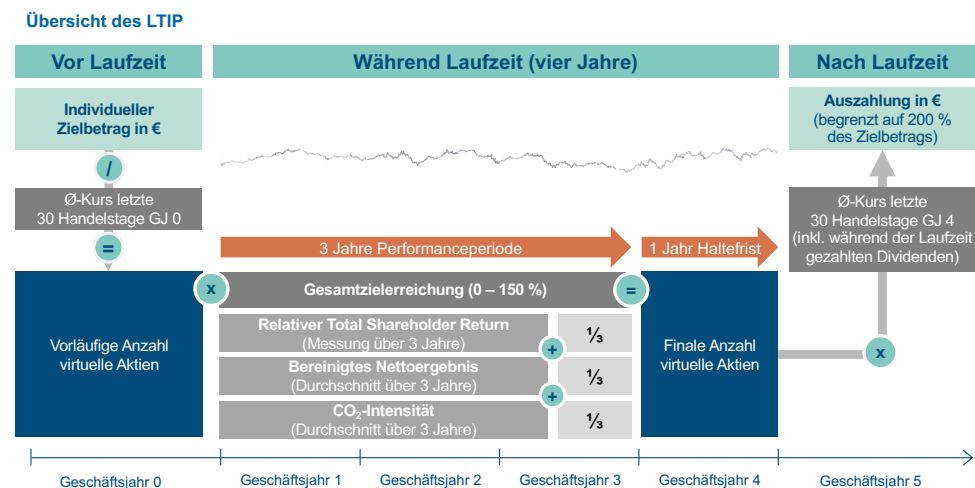 Übersicht des LTIP
Vor Laufzeit
Während Laufzeit (vier Jahre)
Nach Laufzeit
Individueller
Zielbetrag in €
/
Ø-Kurs letzte
30 Handelstage GJ 0
=
Vorläufige Anzahl
virtuelle Aktien
x
3 Jahre Performanceperiode
1 Jahr Haltefrist
Gesamtzielerreichung (0 – 150 %)
=
Relativer Total Shareholder Return
(Messung über 3 Jahre)
⅓
+
Bereinigtes Nettoergebnis
(Durchschnitt über 3 Jahre)
⅓
+
CO₂-Intensität
(Durchschnitt über 3 Jahre)
⅓
Finale Anzahl
virtuelle Aktien
x
Auszahlung in €
(begrenzt auf 200 %
des Zielbetrags)
Ø-Kurs letzte
30 Handelstage GJ 4
(inkl. während der Laufzeit
gezahlten Dividenden)
Geschäftsjahr 0
Geschäftsjahr 1
Geschäftsjahr 2
Geschäftsjahr 3
Geschäftsjahr 4
Geschäftsjahr 5